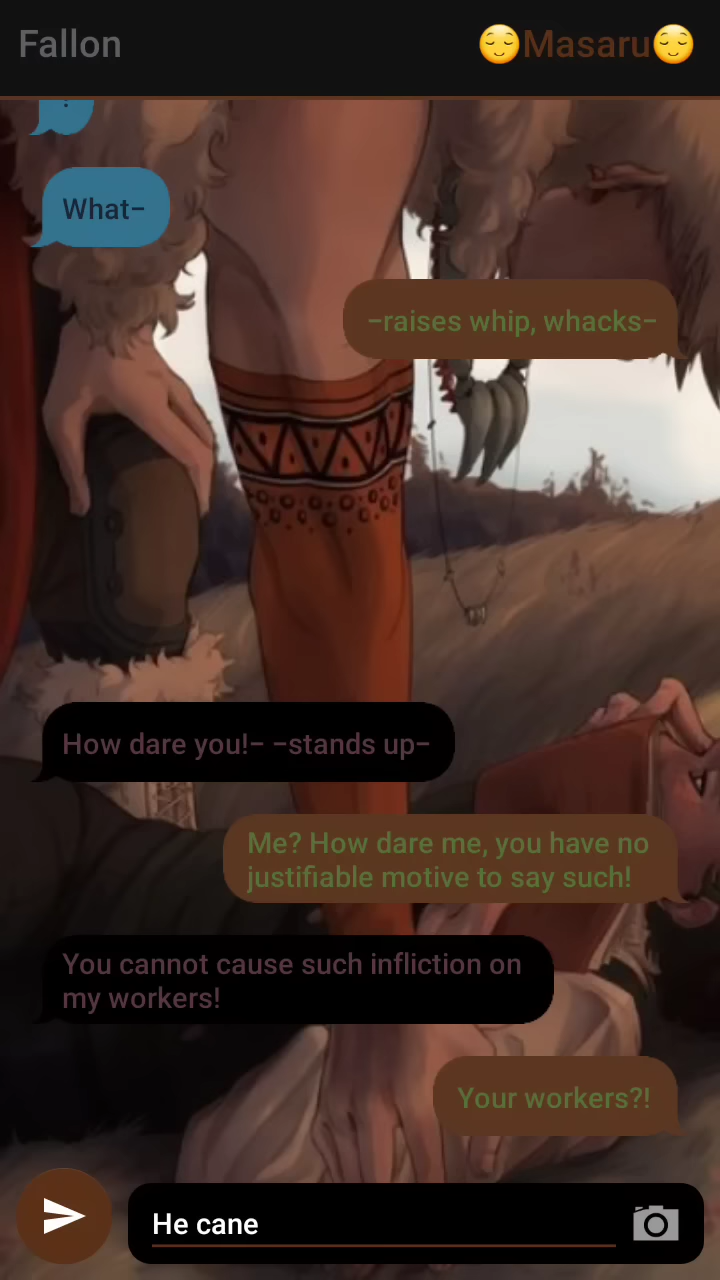 Fallon
😌Masaru😌
What-
-raises whip, whacks-
How dare you!- -stands up-
Me? How dare me, you have no
justifiable motive to say such!
You cannot cause such infliction on
my workers!
Your workers?!
He cane